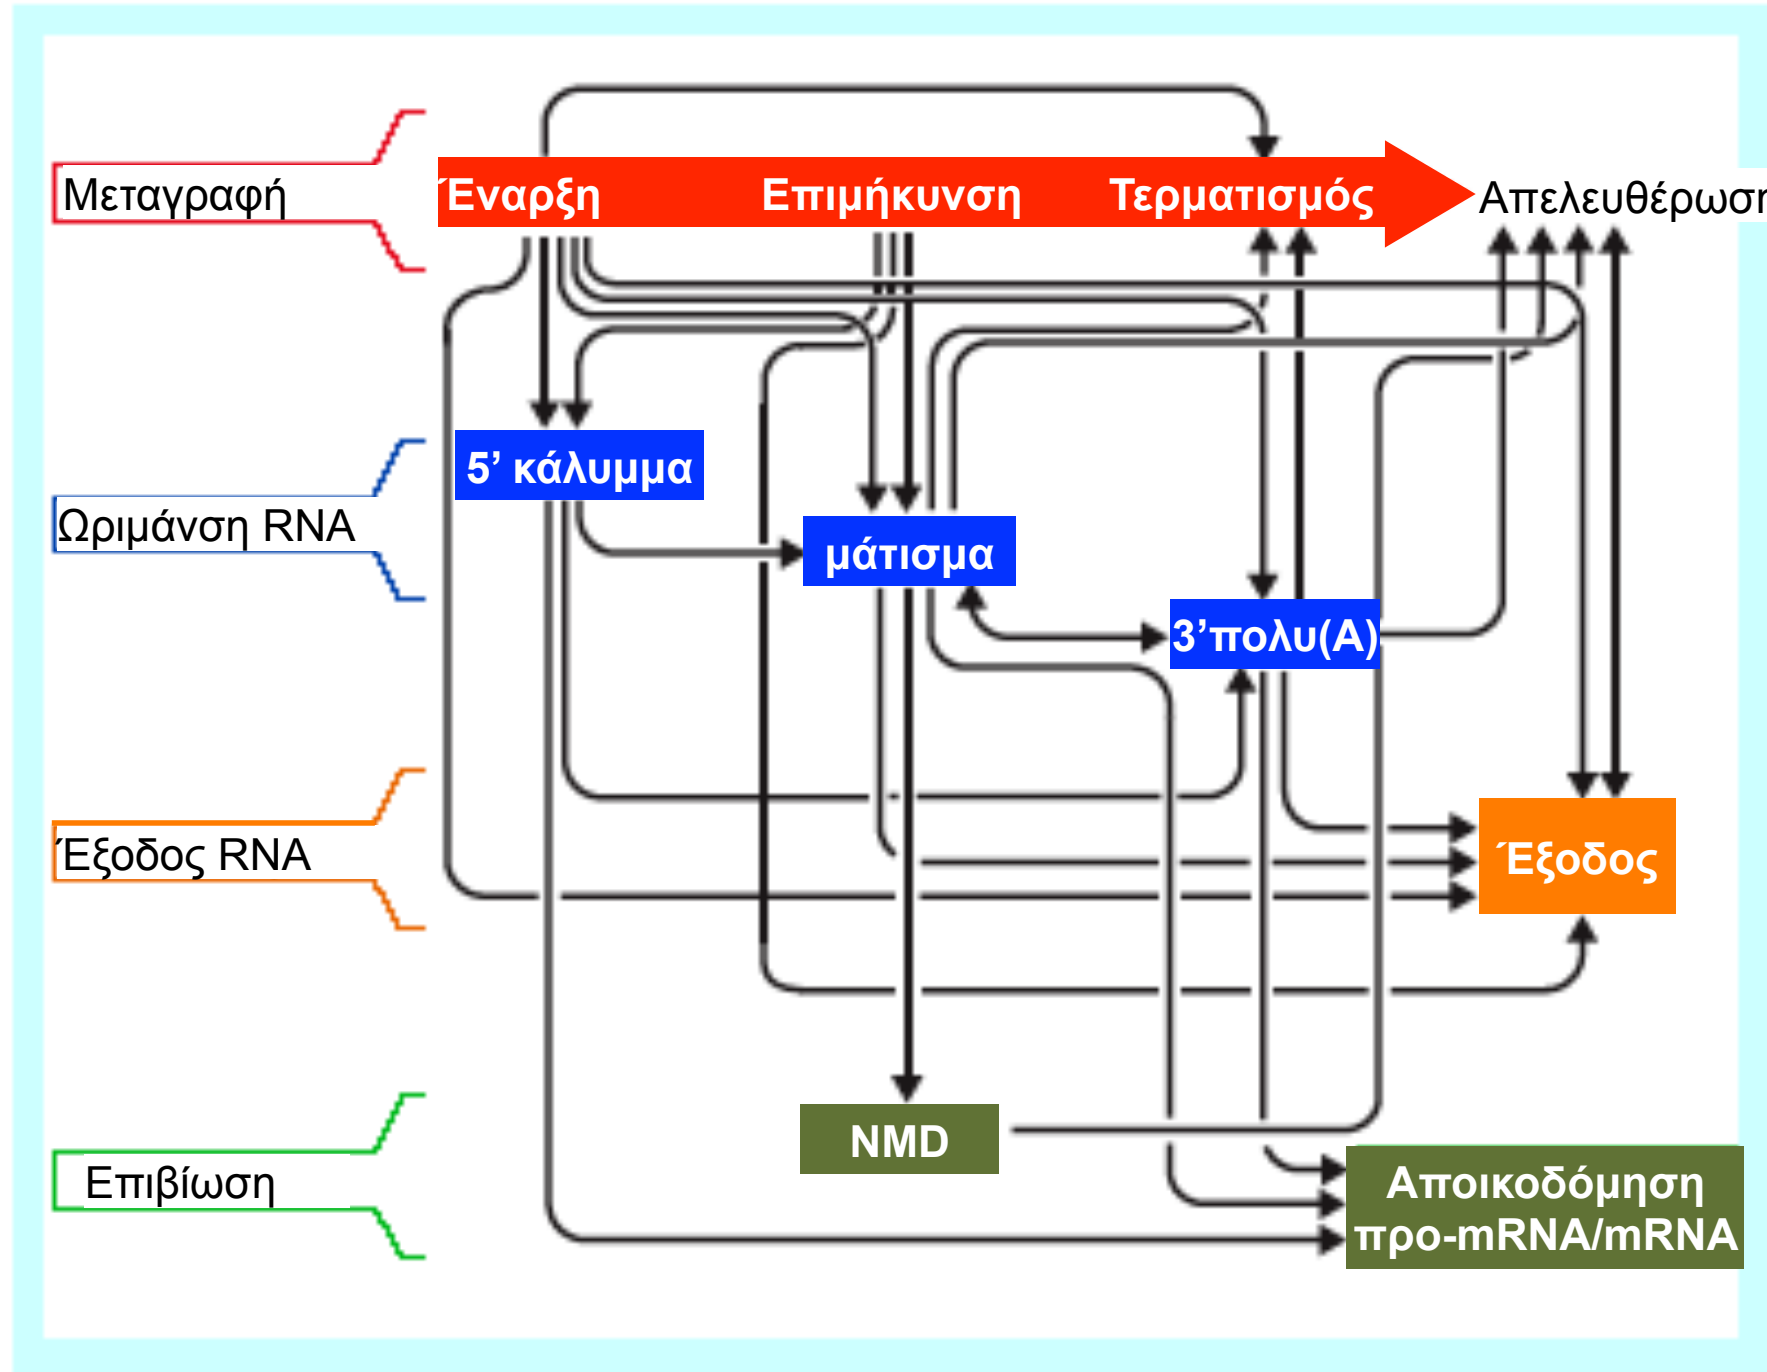 Μεταγραφή
Έναρξη
Επιμήκυνση
Τερματισμός
Απελευθέρωση
5’ κάλυμμα
Ωριμάνση RNA
μάτισμα
3’πολυ(Α)
Έξοδος RNA
Έξοδος
NMD
Επιβίωση
Αποικοδόμηση
προ-mRNA/mRNA